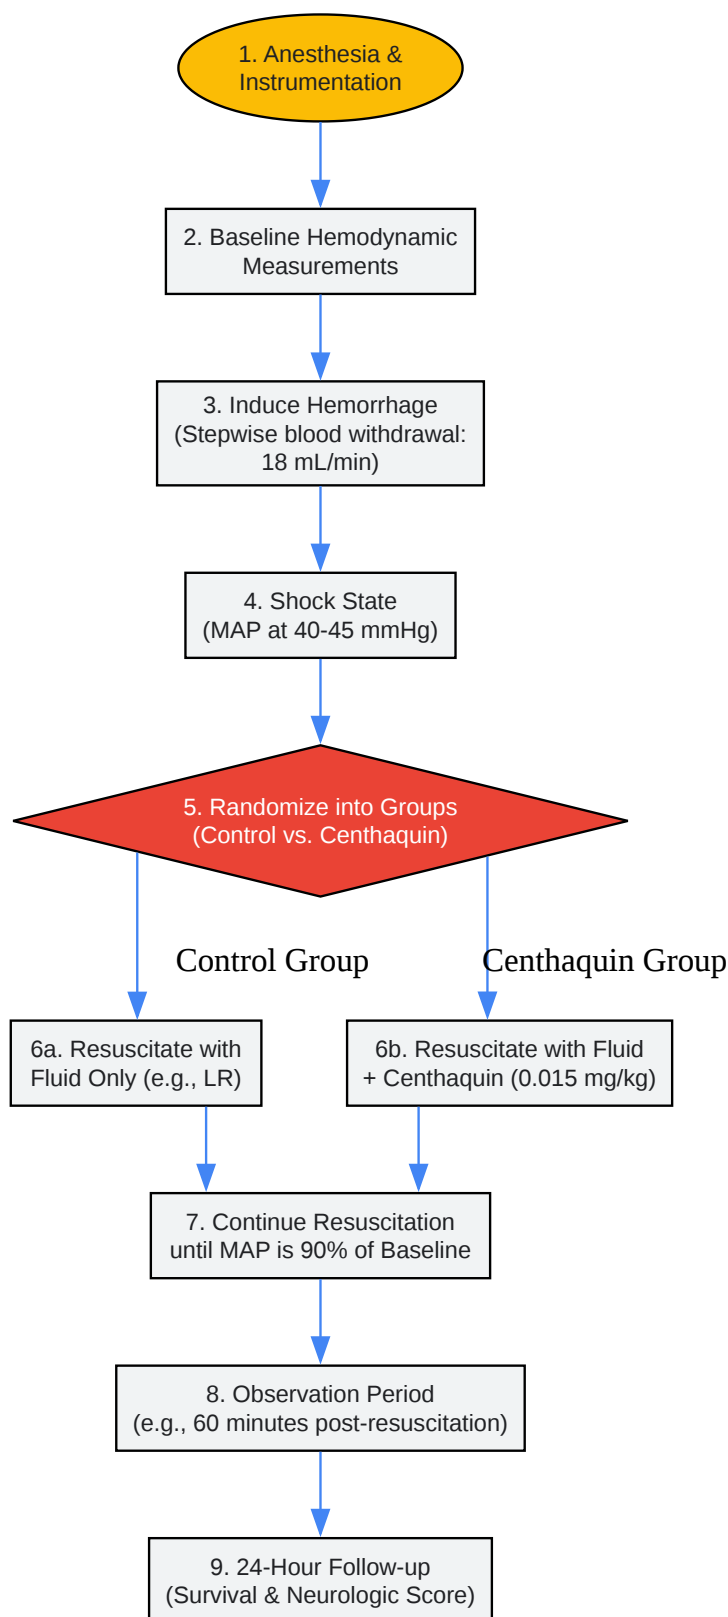 1. Anesthesia &
Instrumentation
2. Baseline Hemodynamic
Measurements
3. Induce Hemorrhage
(Stepwise blood withdrawal:
18 mL/min)
4. Shock State
(MAP at 40-45 mmHg)
5. Randomize into Groups
(Control vs. Centhaquin)
Control Group
Centhaquin Group
6a. Resuscitate with
Fluid Only (e.g., LR)
6b. Resuscitate with Fluid
+ Centhaquin (0.015 mg/kg)
7. Continue Resuscitation
until MAP is 90% of Baseline
8. Observation Period
(e.g., 60 minutes post-resuscitation)
9. 24-Hour Follow-up
(Survival & Neurologic Score)